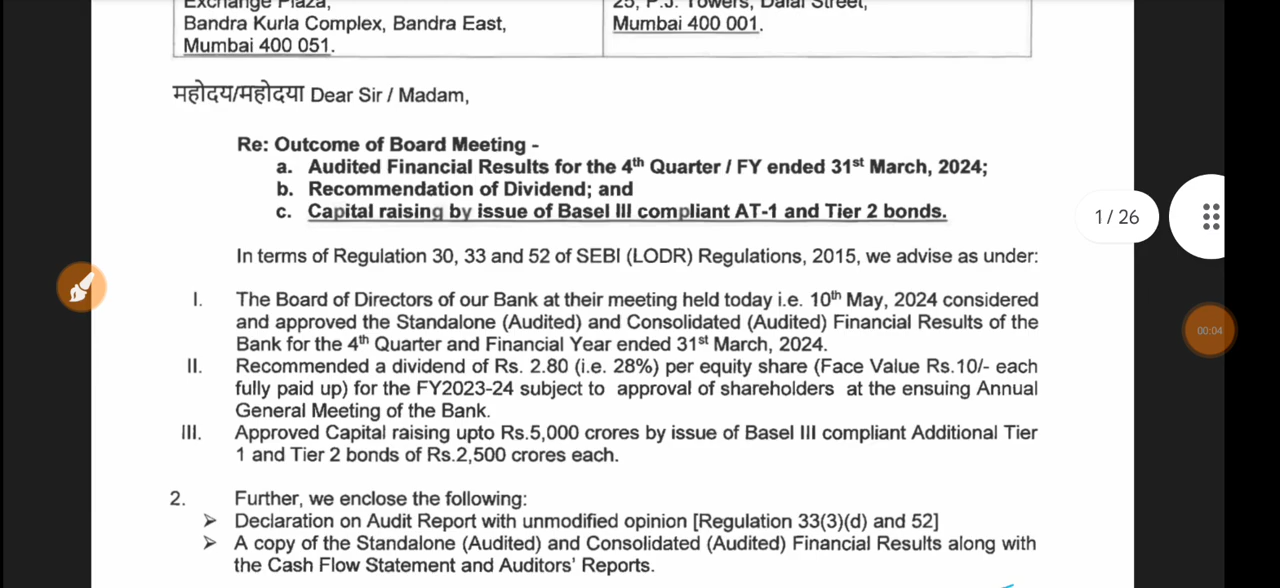 Exchange Plaza,
Bandra Kurla Complex, Bandra East,
Mumbai 400 051.
25, P.J. Towers, Dalal Street,
Mumbai 400 001.
महोदय/महोदया Dear Sir / Madam,
Re: Outcome of Board Meeting -
a. Audited Financial Results for the 4th Quarter / FY ended 31st March, 2024;
b. Recommendation of Dividend; and
c. Capital raising by issue of Basel III compliant AT-1 and Tier 2 bonds.
1 / 26
In terms of Regulation 30, 33 and 52 of SEBI (LODR) Regulations, 2015, we advise as under:
I. The Board of Directors of our Bank at their meeting held today i.e. 10th May, 2024 considered
and approved the Standalone (Audited) and Consolidated (Audited) Financial Results of the
Bank for the 4th Quarter and Financial Year ended 31st March, 2024.
00:04
II. Recommended a dividend of Rs. 2.80 (i.e. 28%) per equity share (Face Value Rs.10/- each
fully paid up) for the FY2023-24 subject to approval of shareholders at the ensuing Annual
General Meeting of the Bank.
III. Approved Capital raising upto Rs.5,000 crores by issue of Basel III compliant Additional Tier
1 and Tier 2 bonds of Rs.2,500 crores each.
2. Further, we enclose the following:
➢ Declaration on Audit Report with unmodified opinion [Regulation 33(3)(d) and 52]
➢ A copy of the Standalone (Audited) and Consolidated (Audited) Financial Results along with
the Cash Flow Statement and Auditors' Reports.